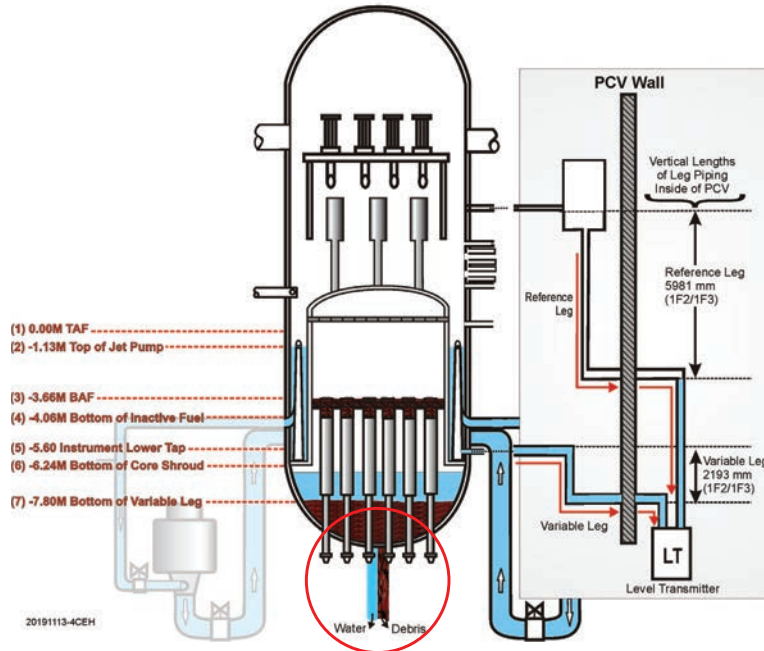 PCV Wall
Vertical Lengths
of Leg Piping
Inside of PCV
Reference Leg
5981 mm
(1F2/1F3)
Reference
Leg
(1) 0.00M TAF
(2) -1.13M Top of Jet Pump
(3) -3.66M BAF
(4) -4.06M Bottom of Inactive Fuel
(5) -5.60 Instrument Lower Tap
(6) -6.24M Bottom of Core Shroud
(7) -7.80M Bottom of Variable Leg
Variable Leg
2193 mm
(1F2/1F3)
Variable Leg
LT
Level Transmitter
20191113-4CEH
Water
Debris